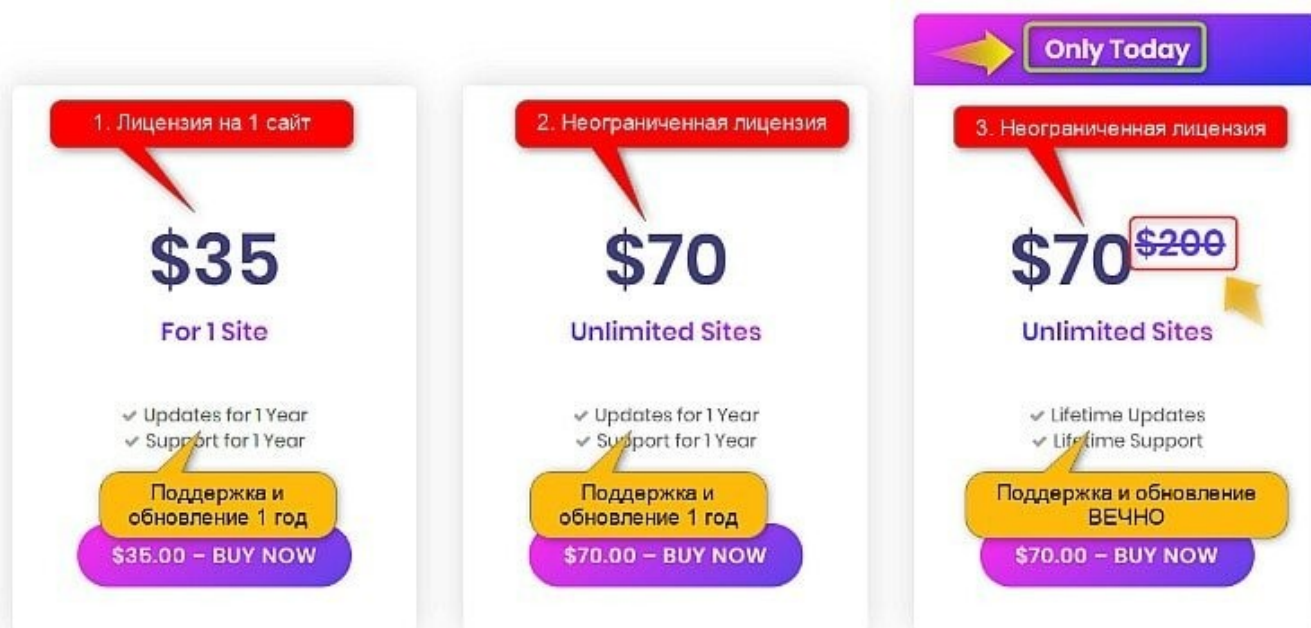 1. Лицензия на 1 сайт
$35
For 1 Site
Updates for 1 Year
Support for 1 Year
Поддержка и
обновление 1 год
$35.00 – BUY NOW
2. Неограниченная лицензия
$70
Unlimited Sites
Updates for 1 Year
Support for 1 Year
Поддержка и
обновление 1 год
$70.00 – BUY NOW
Only Today
3. Неограниченная лицензия
$70 $200
Unlimited Sites
Lifetime Updates
Lifetime Support
Поддержка и обновление
ВЕЧНО
$70.00 – BUY NOW